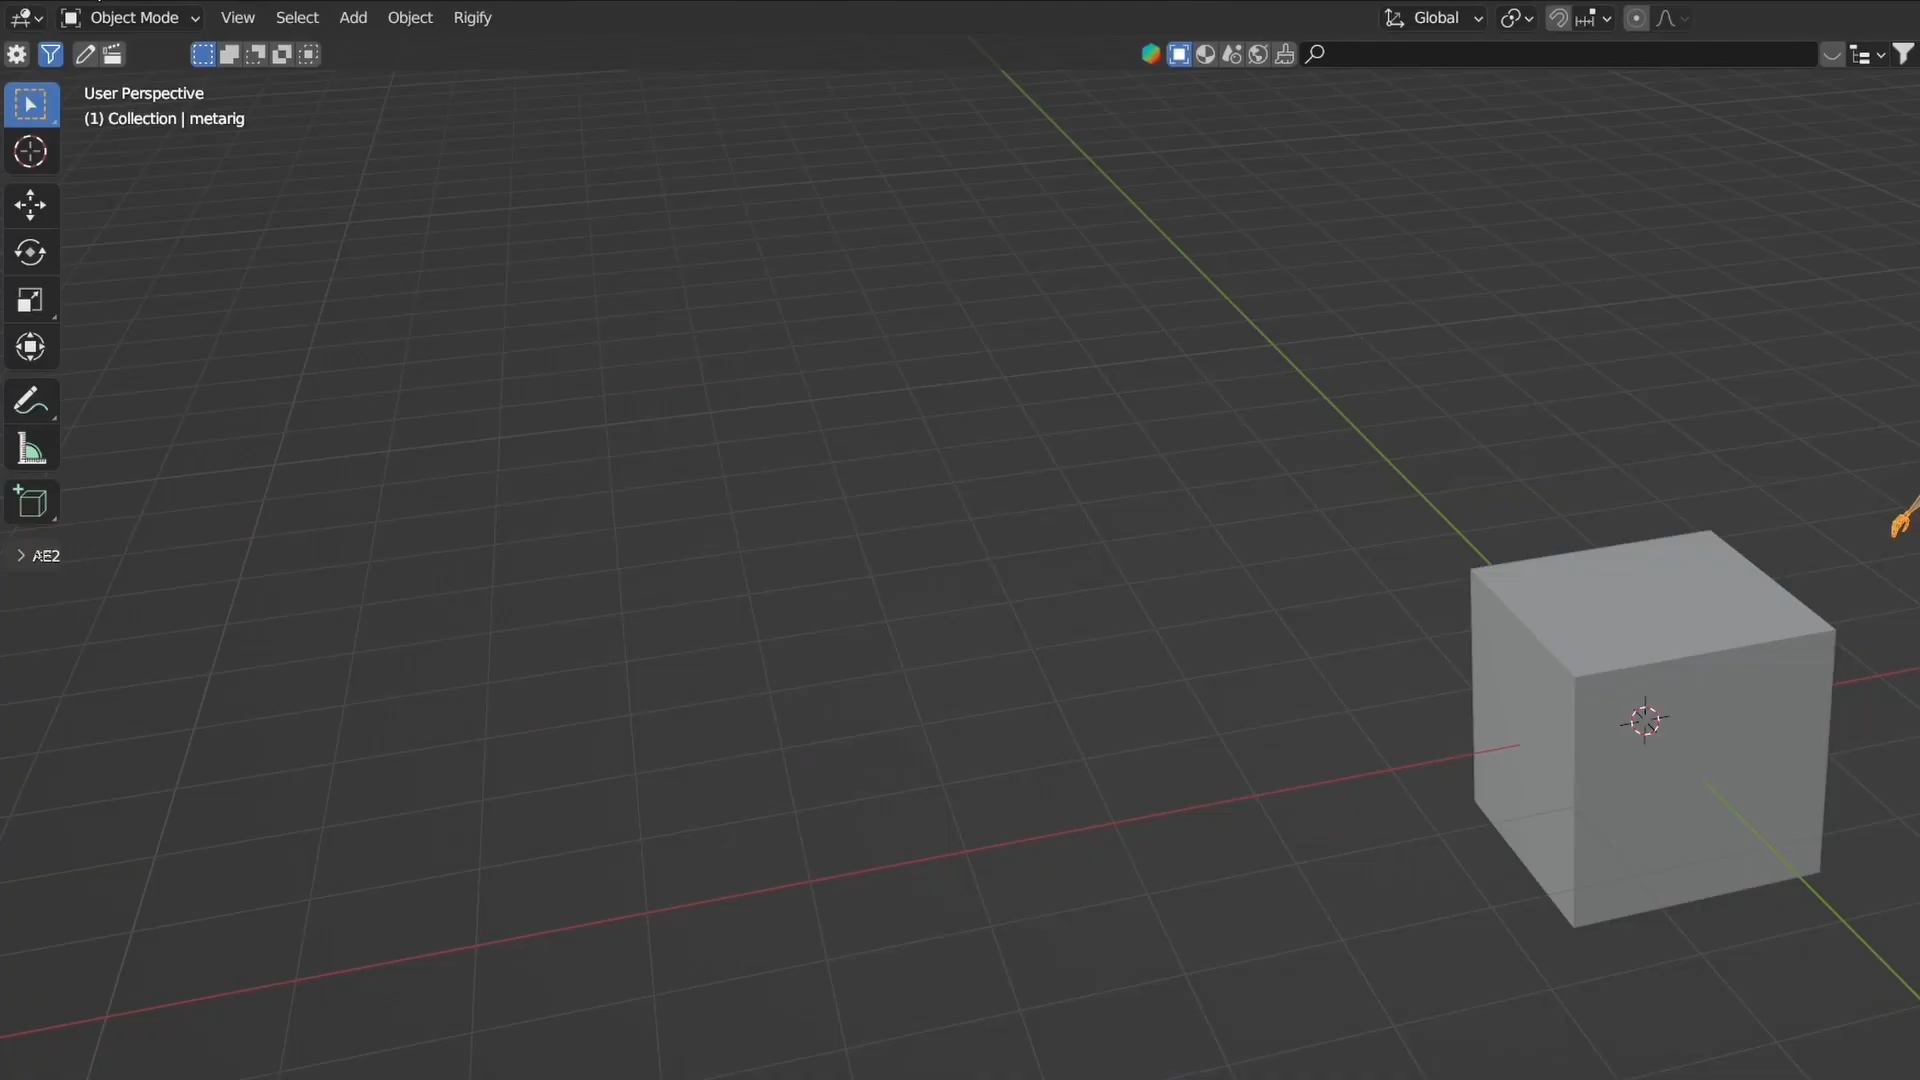 Object Mode View Select Add Object Rigify Global
User Perspective
(1) Collection | metarig
AE2